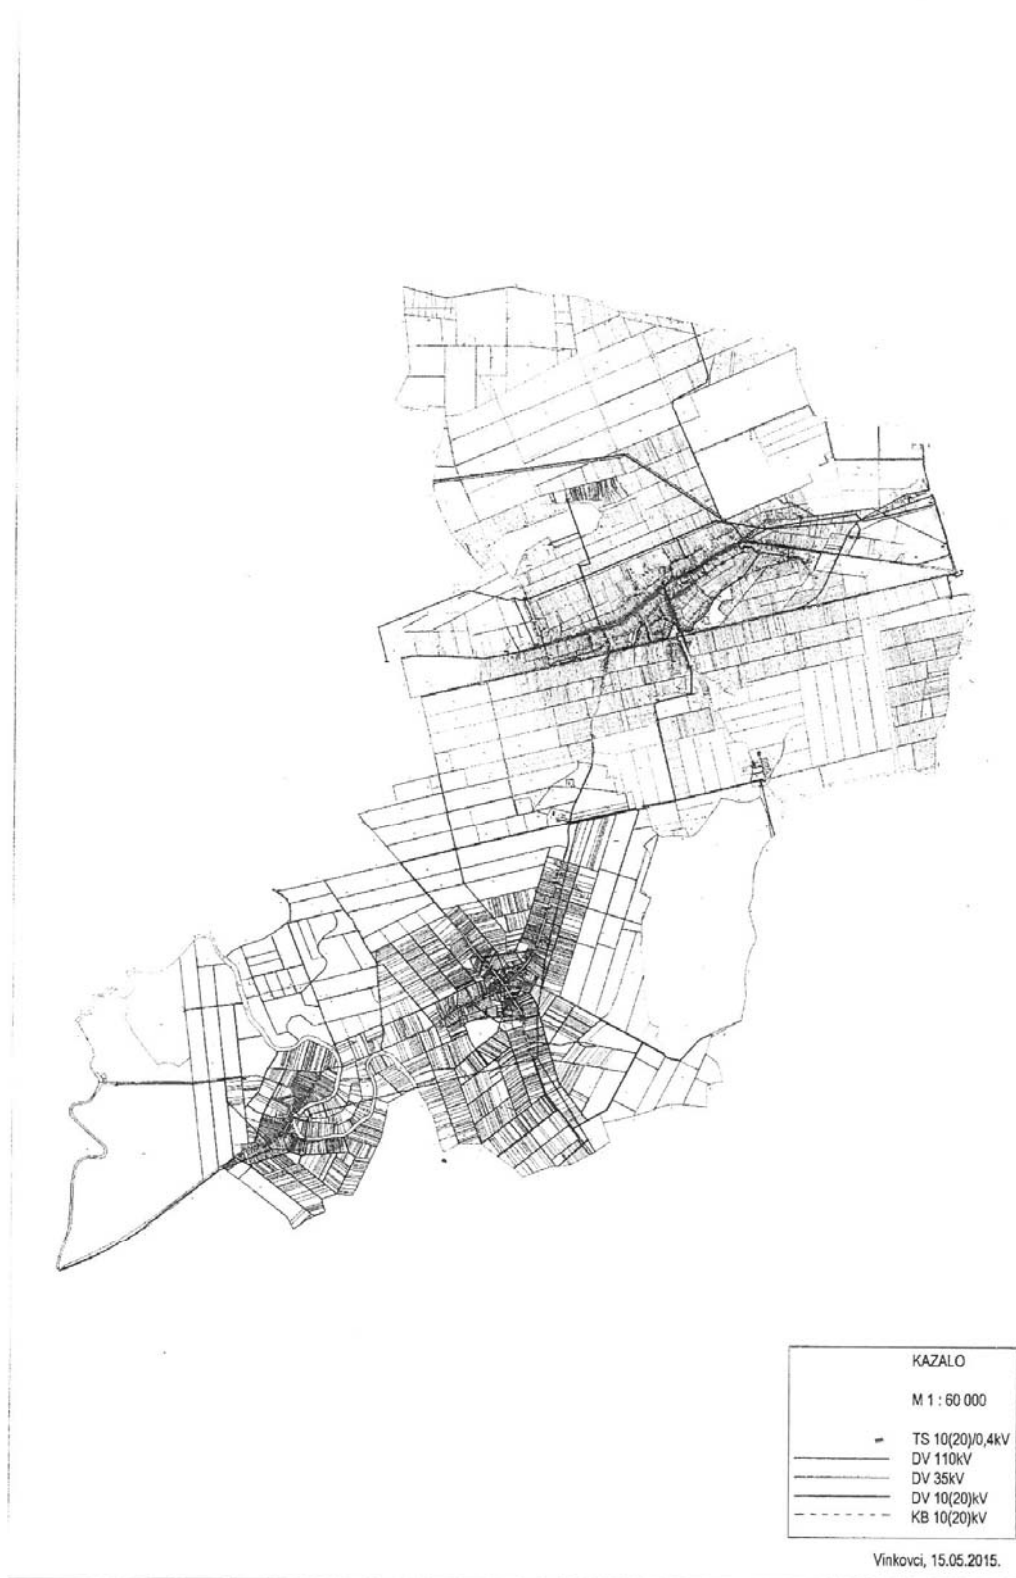 KAZALO
M 1 : 60 000
TS 10(20)/0,4kV
DV 110kV
DV 35kV
DV 10(20)kV
KB 10(20)kV
Vinkovci, 15.05.2015.